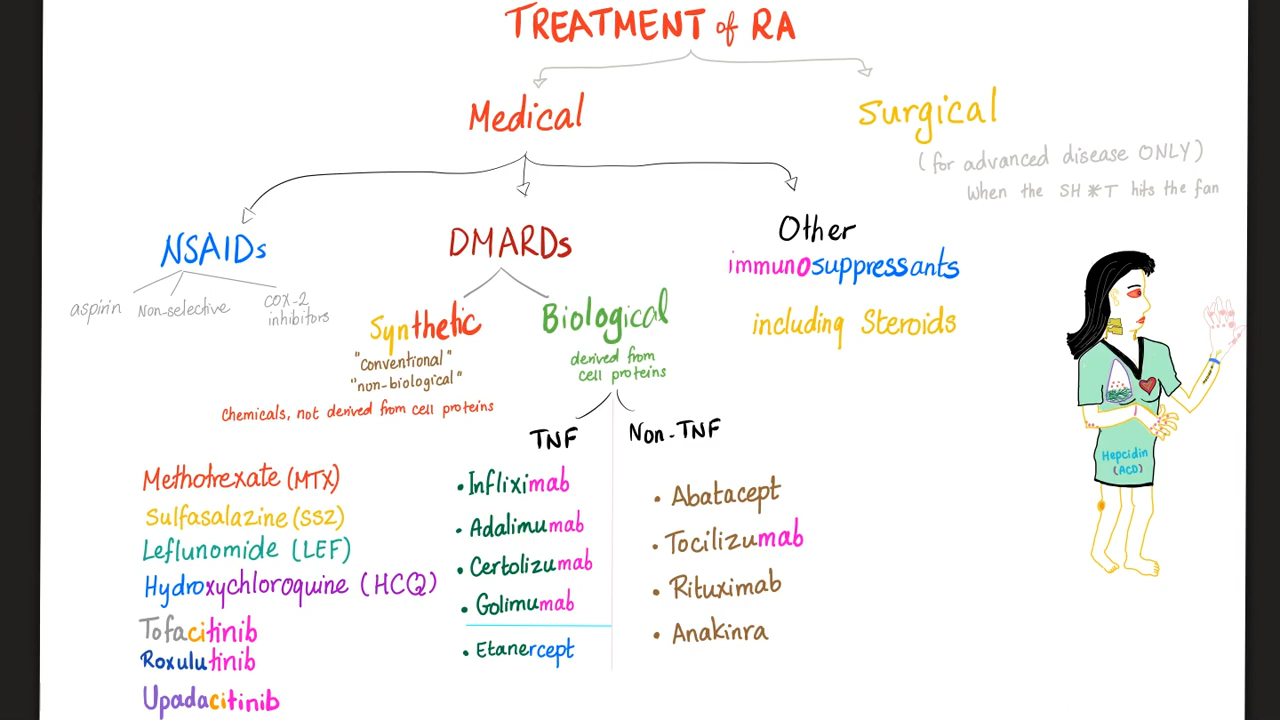 TREATMENT of RA
Medical
Surgical
(for advanced disease ONLY)
When the SH*T hits the fan
NSAIDs
aspirin
Non-selective
COX-2
inhibitors
DMARDs
Synthetic
"conventional"
"non-biological"
Chemicals, not derived from cell proteins
Biological
derived from
cell proteins
Other
immunosuppressants
including Steroids
Methotrexate (MTX)
Sulfasalazine (SSZ)
Leflunomide (LEF)
Hydroxychloroquine (HCQ)
Tofacitinib
Roxulutinib
Upadacitinib
TNF
• Infliximab
• Adalimumab
• Certolizumab
• Golimumab
• Etanercept
Non-TNF
• Abatacept
• Tocilizumab
• Rituximab
• Anakinra
Hepcidin
(ACD)